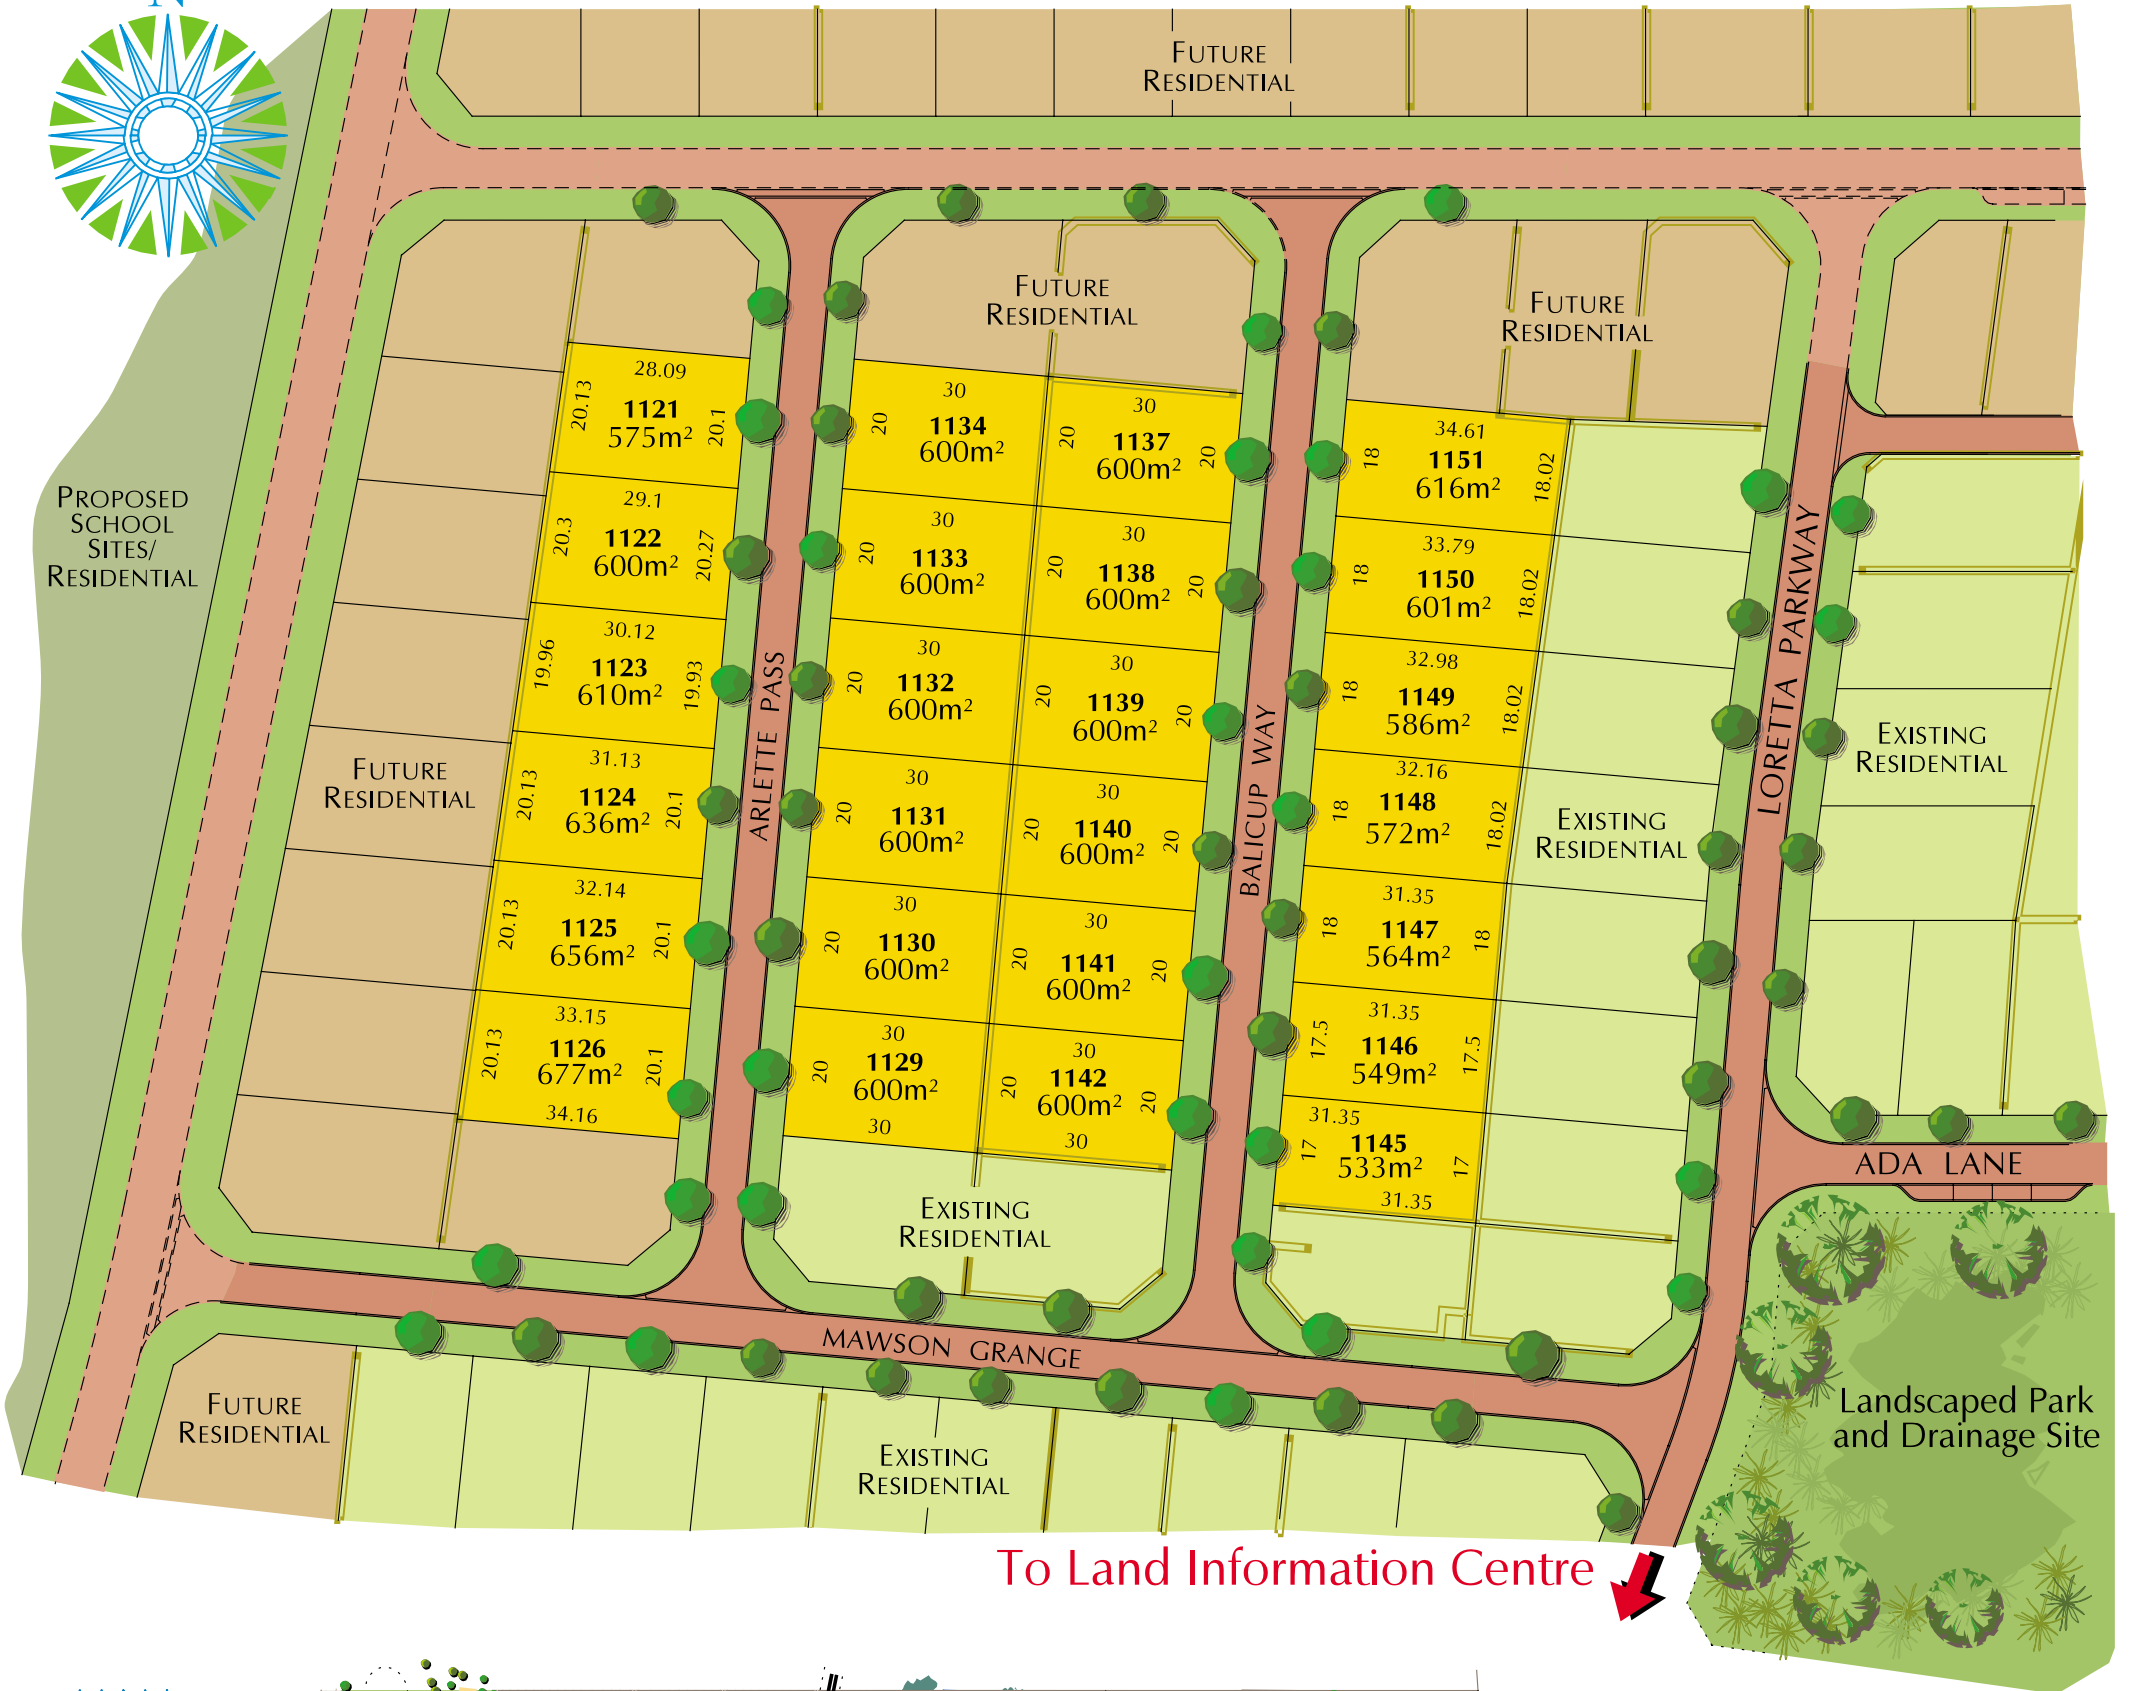 N
FUTURE
RESIDENTIAL
FUTURE
RESIDENTIAL
FUTURE
RESIDENTIAL
PROPOSED
SCHOOL
SITES/
RESIDENTIAL
FUTURE
RESIDENTIAL
28.09
20.13
1121
575m²
20.1
29.1
20.3
1122
600m²
20.27
30.12
19.96
1123
610m²
19.93
31.13
20.13
1124
636m²
20.1
32.14
20.13
1125
656m²
20.1
33.15
20.13
1126
677m²
20.1
34.16
ARLETTE PASS
30
20
1134
600m²
30
20
1133
600m²
30
20
1132
600m²
30
20
1131
600m²
30
20
1130
600m²
30
20
1129
600m²
30
30
20
1137
600m²
20
30
20
1138
600m²
20
30
20
1139
600m²
20
30
20
1140
600m²
20
30
20
1141
600m²
20
30
20
1142
600m²
20
30
EXISTING
RESIDENTIAL
BALICUP WAY
34.61
18
1151
616m²
18.02
33.79
18
1150
601m²
18.02
32.98
18
1149
586m²
18.02
32.16
18
1148
572m²
18.02
31.35
18
1147
564m²
18
31.35
17.5
1146
549m²
17.5
31.35
17
1145
533m²
17
31.35
EXISTING
RESIDENTIAL
LORETTA PARKWAY
EXISTING
RESIDENTIAL
ADA LANE
MAWSON GRANGE
FUTURE
RESIDENTIAL
EXISTING
RESIDENTIAL
Landscaped Park
and Drainage Site
To Land Information Centre